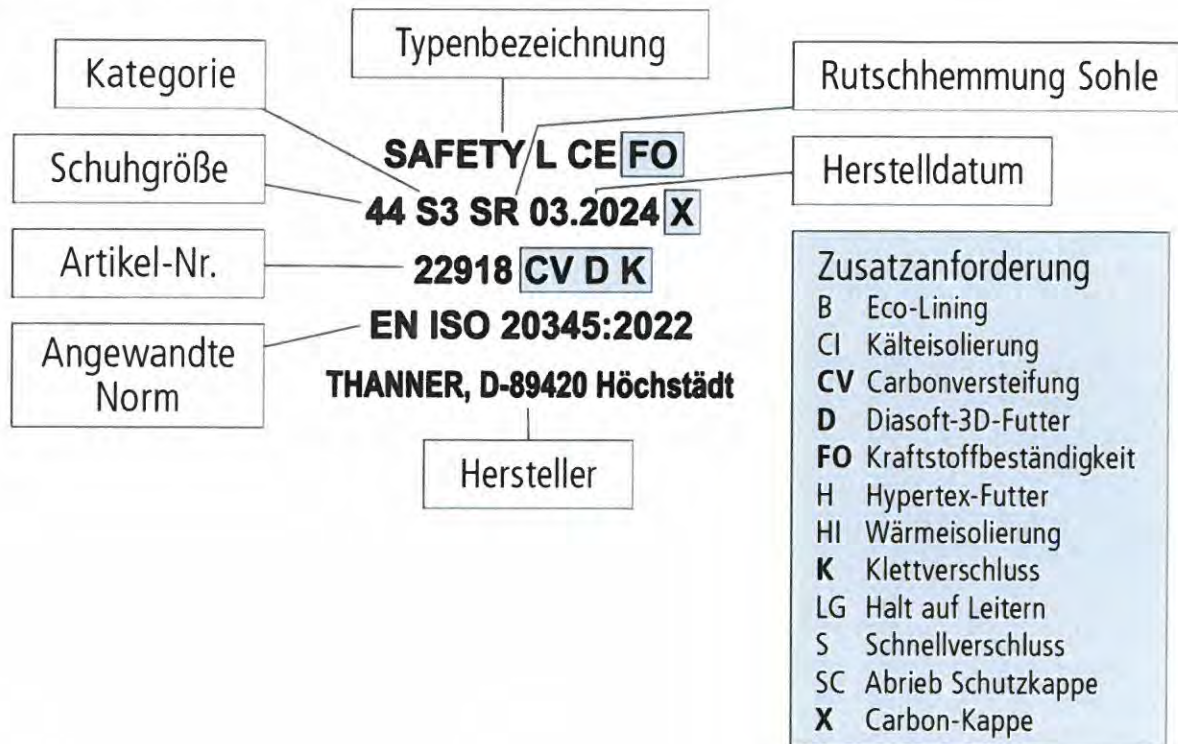 Typenbezeichnung
Kategorie
Rutschhemmung Sohle
SAFETY L CE FO
Schuhgröße
Herstelldatum
44 S3 SR 03.2024 X
Artikel-Nr.
22918 CV D K
Angewandte
Norm
EN ISO 20345:2022
THANNER, D-89420 Höchstädt
Hersteller
Zusatzanforderung
B Eco-Lining
CI Kälteisolierung
CV Carbonversteifung
D Diasoft-3D-Futter
FO Kraftstoffbeständigkeit
H Hypertex-Futter
HI Wärmeisolierung
K Klettverschluss
LG Halt auf Leitern
S Schnellverschluss
SC Abrieb Schutzkappe
X Carbon-Kappe